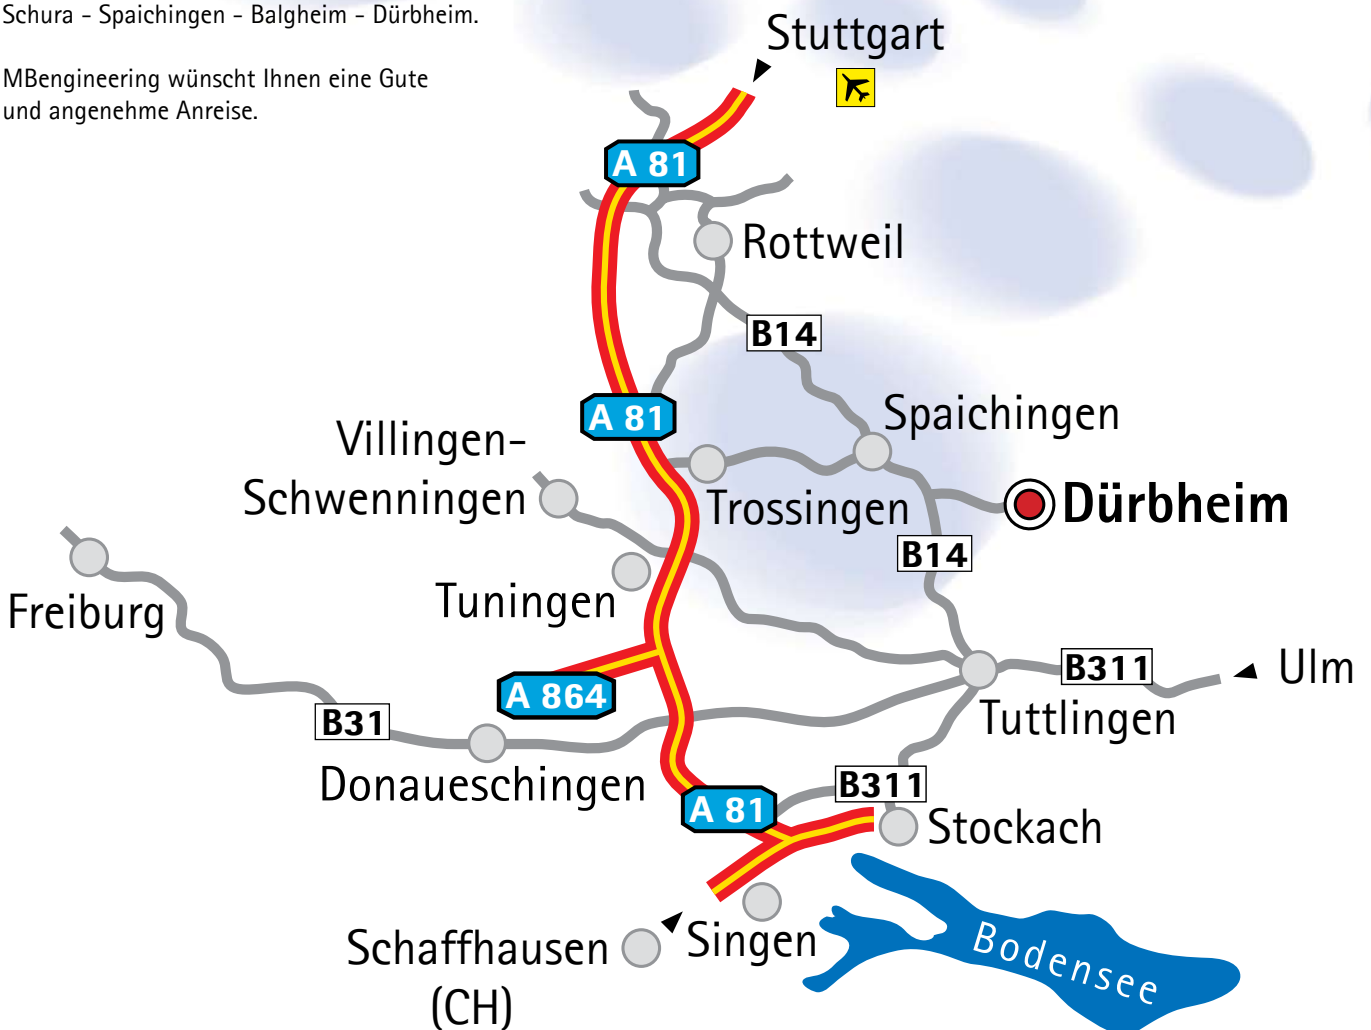 Schura - Spaichingen - Balgheim - Dürbheim.
MBengineering wünscht Ihnen eine Gute
und angenehme Anreise.
Stuttgart
A 81
Rottweil
B14
A 81
Spaichingen
Villingen-
Schwenningen
Trossingen
Dürbheim
B14
Tuningen
Freiburg
B311
Ulm
A 864
B31
Tuttlingen
Donaueschingen
A 81
B311
Stockach
Singen
Schaffhausen
(CH)
Bodensee